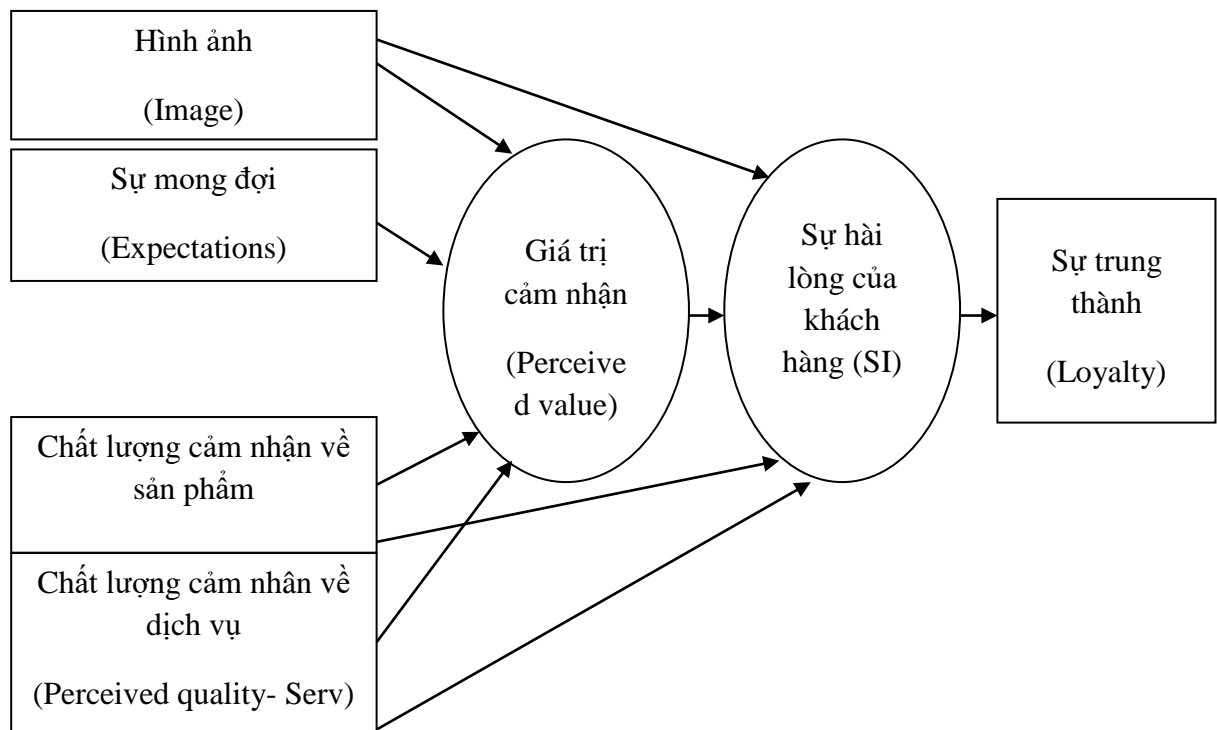 Hình ảnh
(Image)
Sự mong đợi
(Expectations)
Giá trị
cảm nhận
(Perceive
d value)
Sự hài
lòng của
khách
hàng (SI)
Sự trung
thành
(Loyalty)
Chất lượng cảm nhận về
sản phẩm
Chất lượng cảm nhân về
dịch vụ
(Perceived quality- Serv)